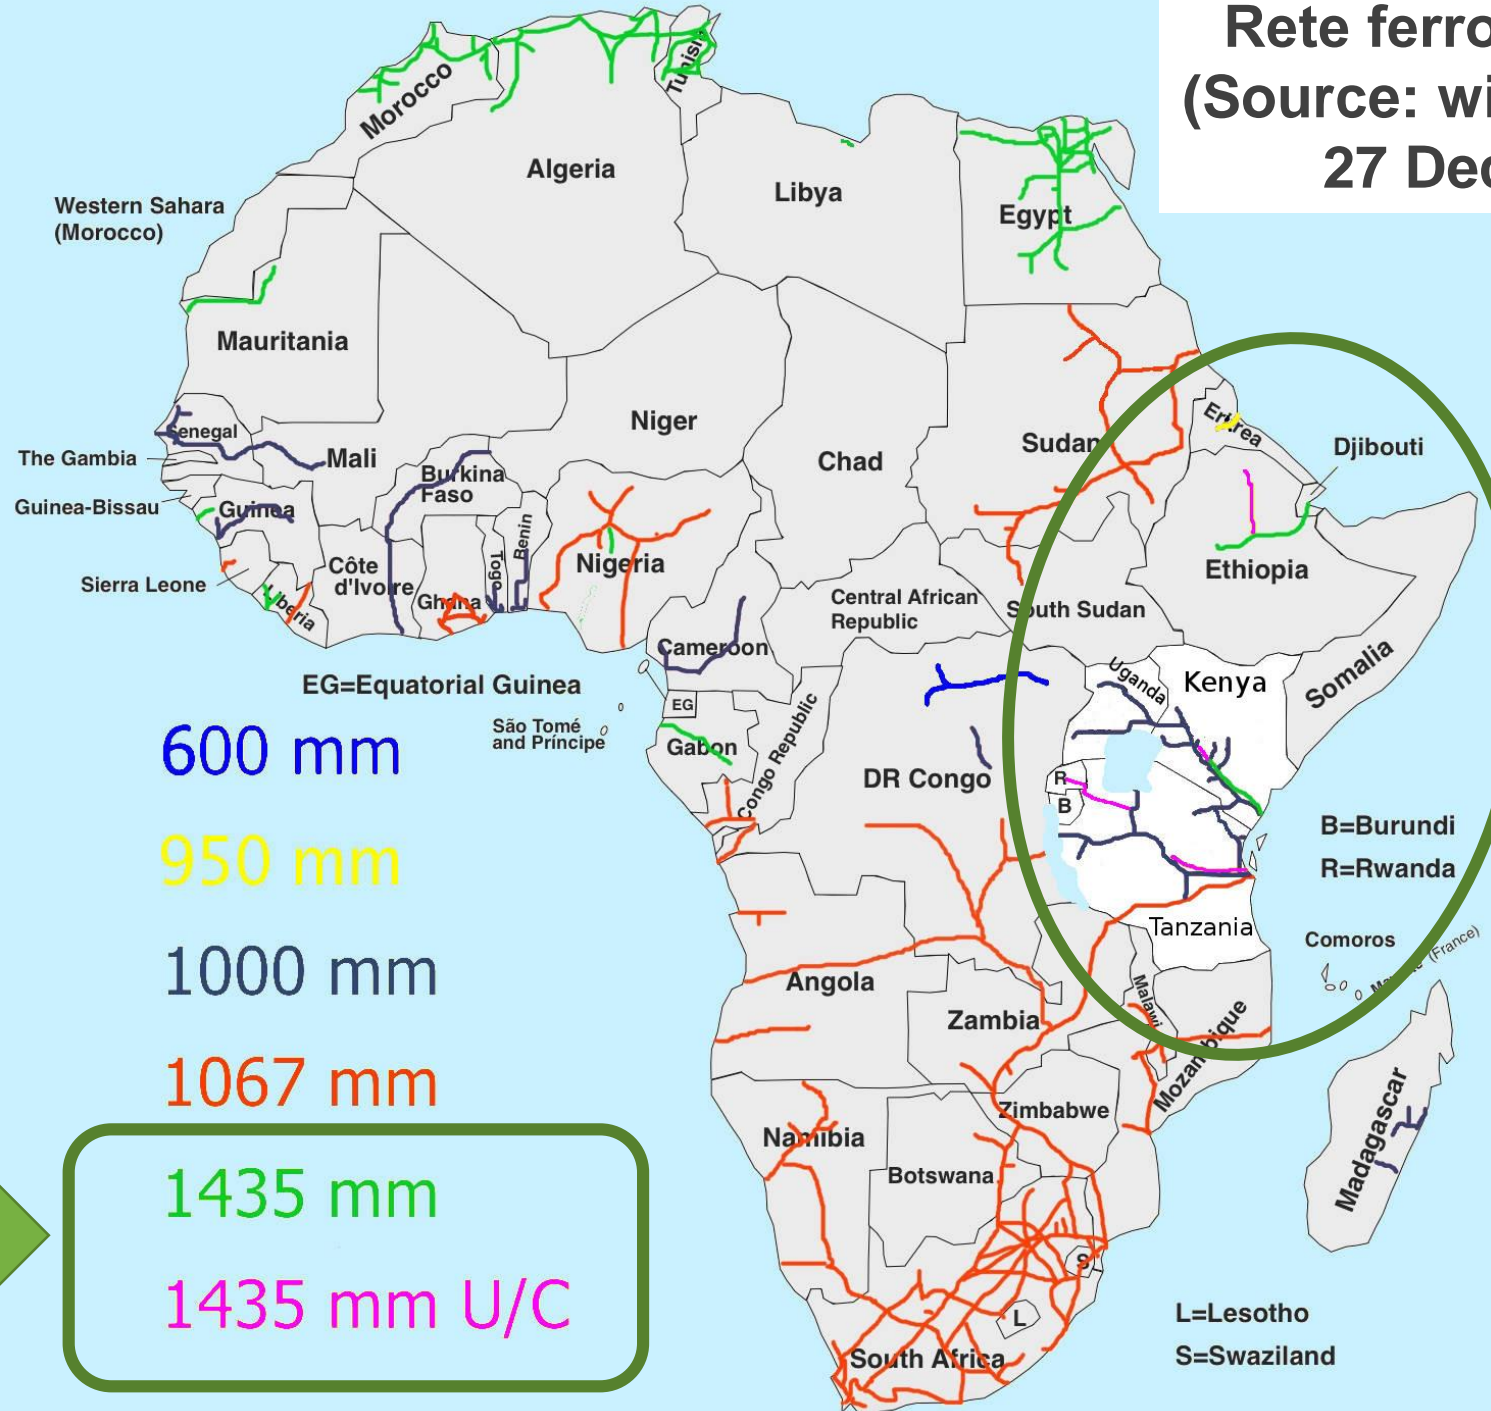 Rete ferro
(Source: wi
27 Dec
Morocco
Tunisi
Algeria
Libya
Egypt
Western Sahara
(Morocco)
Mauritania
Senegal
Mali
The Gambia
Guinea-Bissau
Guinea
Sierra Leone
Liberia
Côte
d'Ivoire
Burkina
Faso
Ghana
Togo
Benin
Niger
Nigeria
Chad
Sudan
Eritrea
Djibouti
Ethiopia
Somalia
Central African
Republic
South Sudan
Cameroon
EG=Equatorial Guinea
EG
São Tomé
and Príncipe
Gabon
Congo Republic
DR Congo
Uganda
Kenya
R
B
B=Burundi
R=Rwanda
Tanzania
Comoros
(France)
Angola
Zambia
Malawi
Mozambique
Zimbabwe
Namibia
Botswana
Madagascar
S
L
South Africa
L=Lesotho
S=Swaziland
600 mm
950 mm
1000 mm
1067 mm
1435 mm
1435 mm U/C